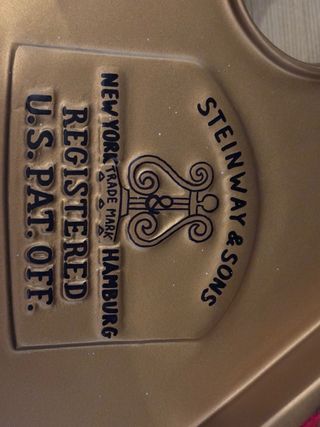 STEINWAY & SONS
&
TRADE MARK
NEW YORK HAMBURG
REGISTERED
U.S. PAT. OFF.